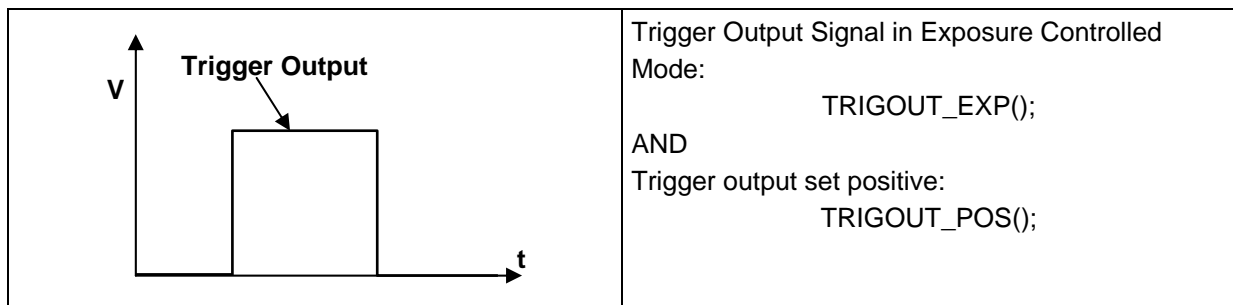 Trigger Output
V
t
Trigger Output Signal in Exposure Controlled
Mode:
TRIGOUT_EXP();
AND
Trigger output set positive:
TRIGOUT_POS();